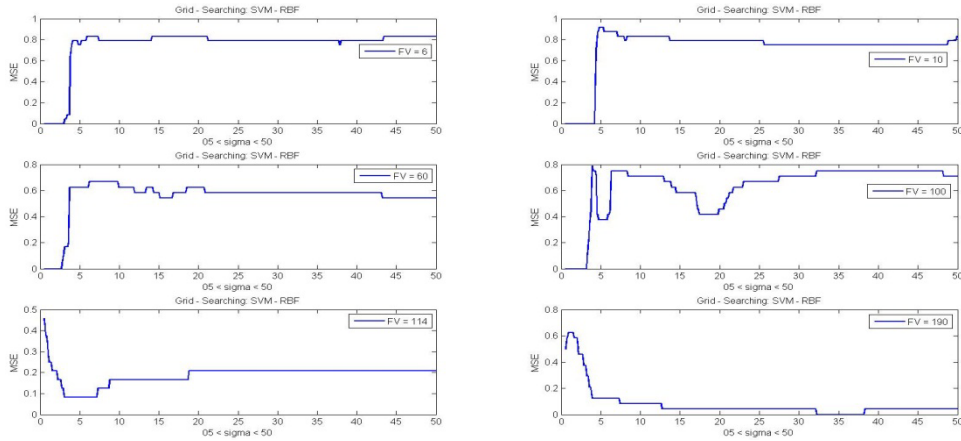 Grid - Searching: SVM - RBF
1
0.8
0.6
0.4
0.2
0
MSE
FV = 6
0 5 10 15 20 25 30 35 40 45 50
05 < sigma < 50
Grid - Searching: SVM - RBF
1
0.8
0.6
0.4
0.2
0
MSE
FV = 10
0 5 10 15 20 25 30 35 40 45 50
05 < sigma < 50
Grid - Searching: SVM - RBF
0.8
0.6
0.4
0.2
0
MSE
FV = 60
0 5 10 15 20 25 30 35 40 45 50
05 < sigma < 50
Grid - Searching: SVM - RBF
0.8
0.6
0.4
0.2
0
MSE
FV = 100
0 5 10 15 20 25 30 35 40 45 50
05 < sigma < 50
Grid - Searching: SVM - RBF
0.5
0.4
0.3
0.2
0.1
0
MSE
FV = 114
0 5 10 15 20 25 30 35 40 45 50
05 < sigma < 50
Grid - Searching: SVM - RBF
0.8
0.6
0.4
0.2
0
MSE
FV = 190
0 5 10 15 20 25 30 35 40 45 50
05 < sigma < 50